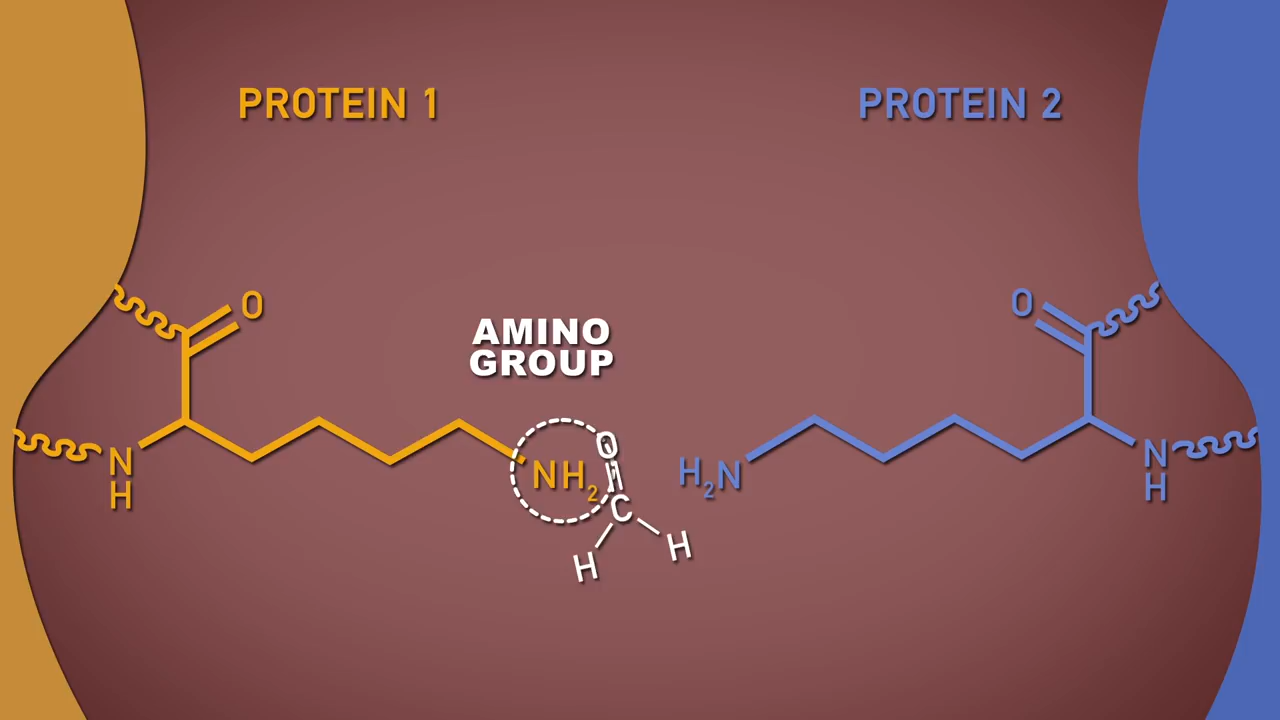 PROTEIN 1
PROTEIN 2
O
O
AMINO
GROUP
O
N
H
NH₂
H₂N
N
H
C
H
H